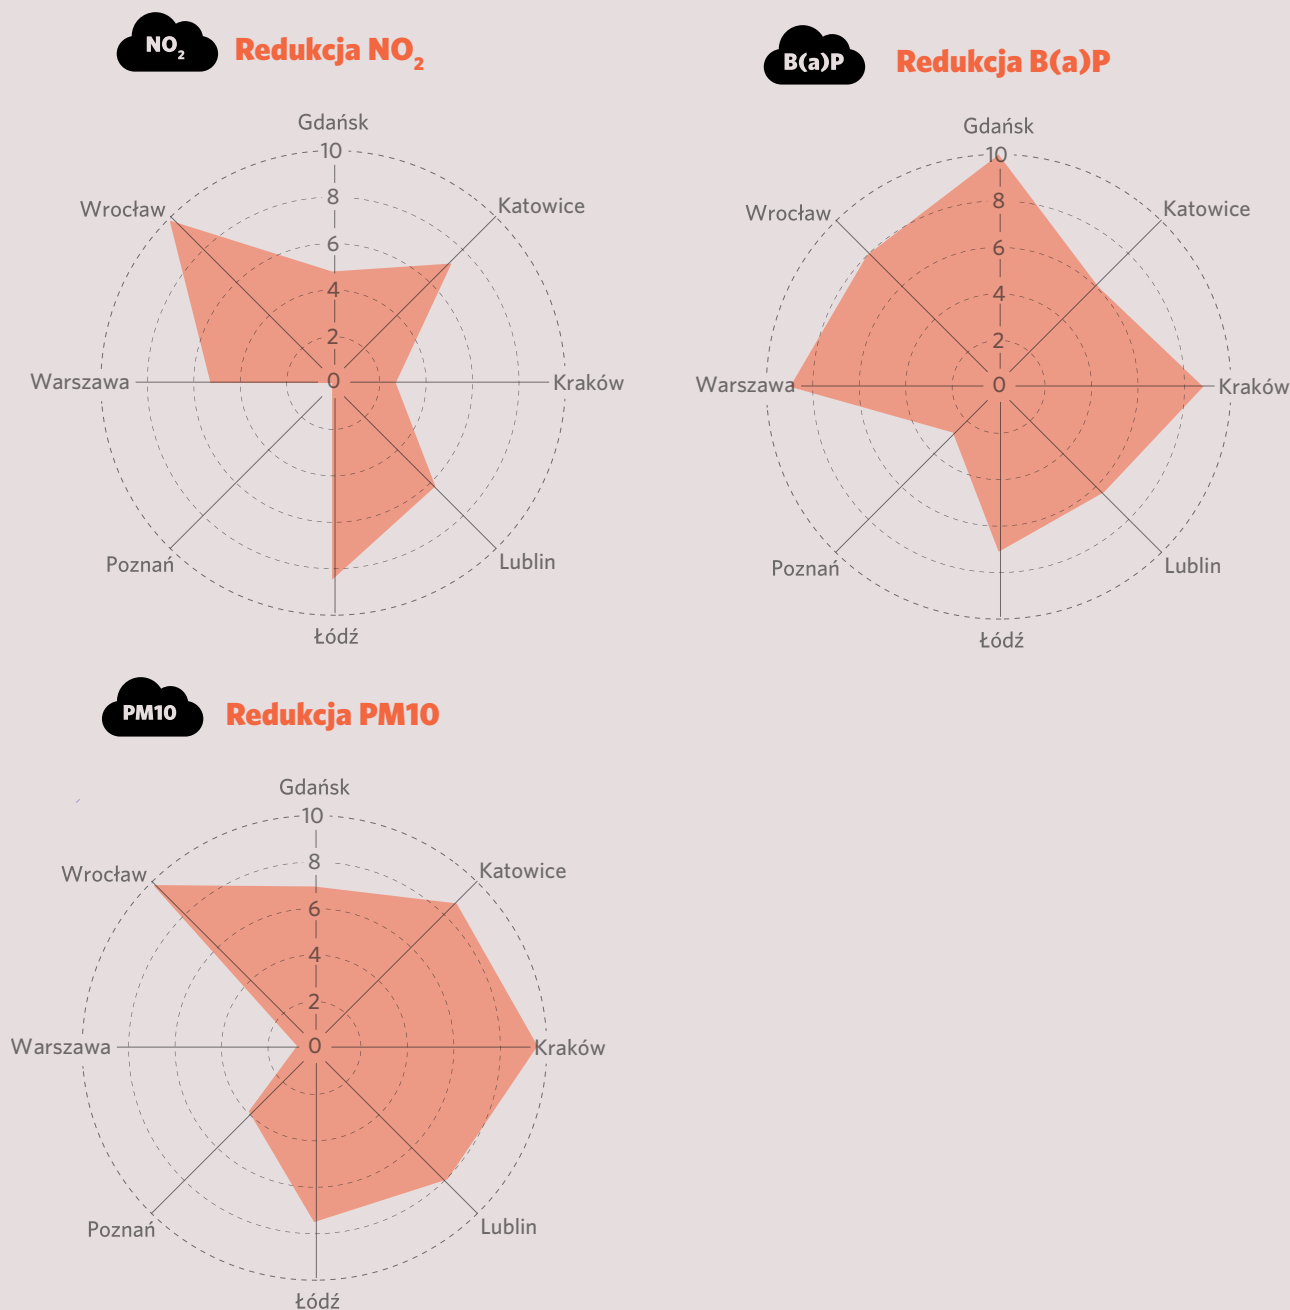 NO2
Redukcja NO2
Gdańsk
10
8
6
4
2
0
Wrocław
Katowice
Warszawa
Kraków
Poznań
Lublin
Łódź
B(a)P
Redukcja B(a)P
Gdańsk
10
8
6
4
2
0
Wrocław
Katowice
Warszawa
Kraków
Poznań
Lublin
Łódź
PM10
Redukcja PM10
Gdańsk
10
8
6
4
2
0
Wrocław
Katowice
Warszawa
Kraków
Poznań
Lublin
Łódź